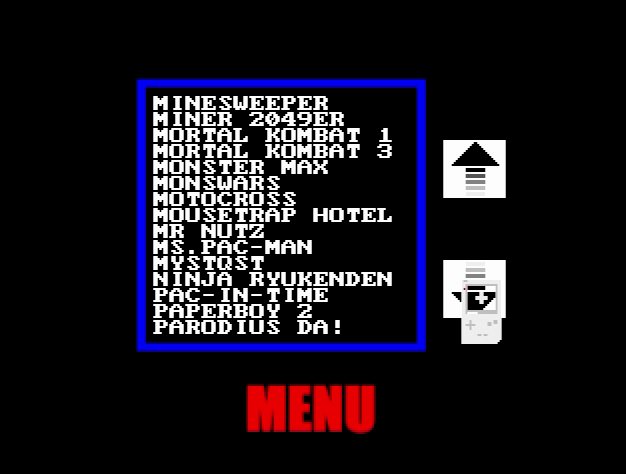 MINESWEEPER
MINER 2049ER
MORTAL KOMBAT 1
MORTAL KOMBAT 3
MONSTER MAX
MONSWARS
MOTOCROSS
MOUSETRAP HOTEL
MR NUTZ
MS.PAC-MAN
MYSTQST
NINJA RYUKENDEN
PAC-IN-TIME
PAPERBOY 2
PARODIUS DA!
MENU